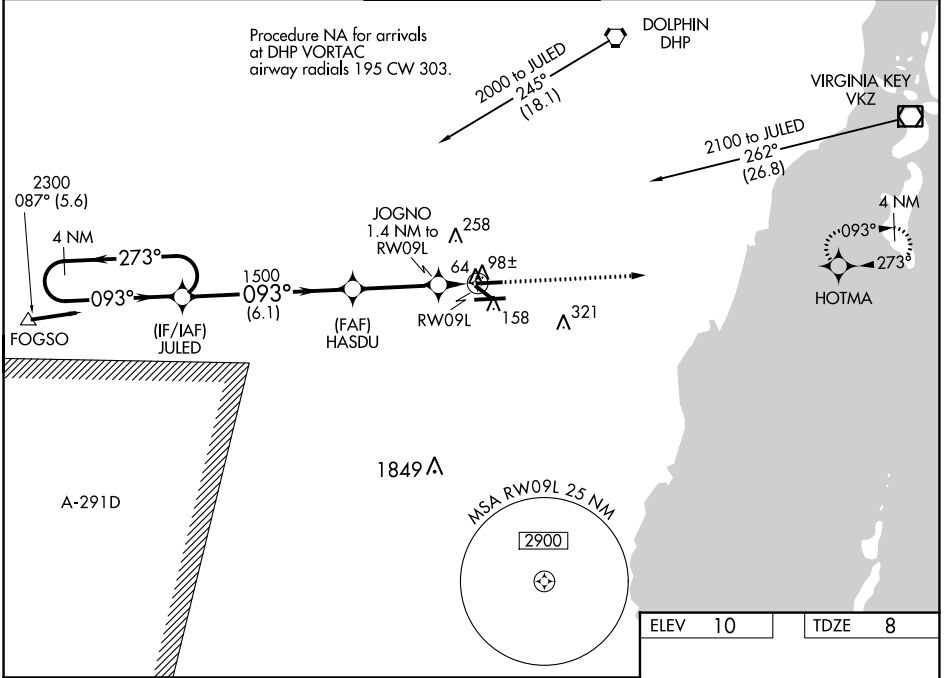 Procedure NA for arrivals
at DHP VORTAC
airway radials 195 CW 303.
DOLPHIN
DHP
2000 to JULED
245°
(18.1)
VIRGINIA KEY
VKZ
2100 to JULED
262°
(26.8)
2300
087° (5.6)
4 NM
273°
093°
FOGSO
(IF/IAF)
JULED
1500
093°
(6.1)
(FAF)
HASDU
JOGNO
1.4 NM to
RW09L
258
64
98±
RW09L
158
321
4 NM
093°
273°
HOTMA
1849
A-291D
MSA RW09L 25 NM
2900
ELEV 10
TDZE 8